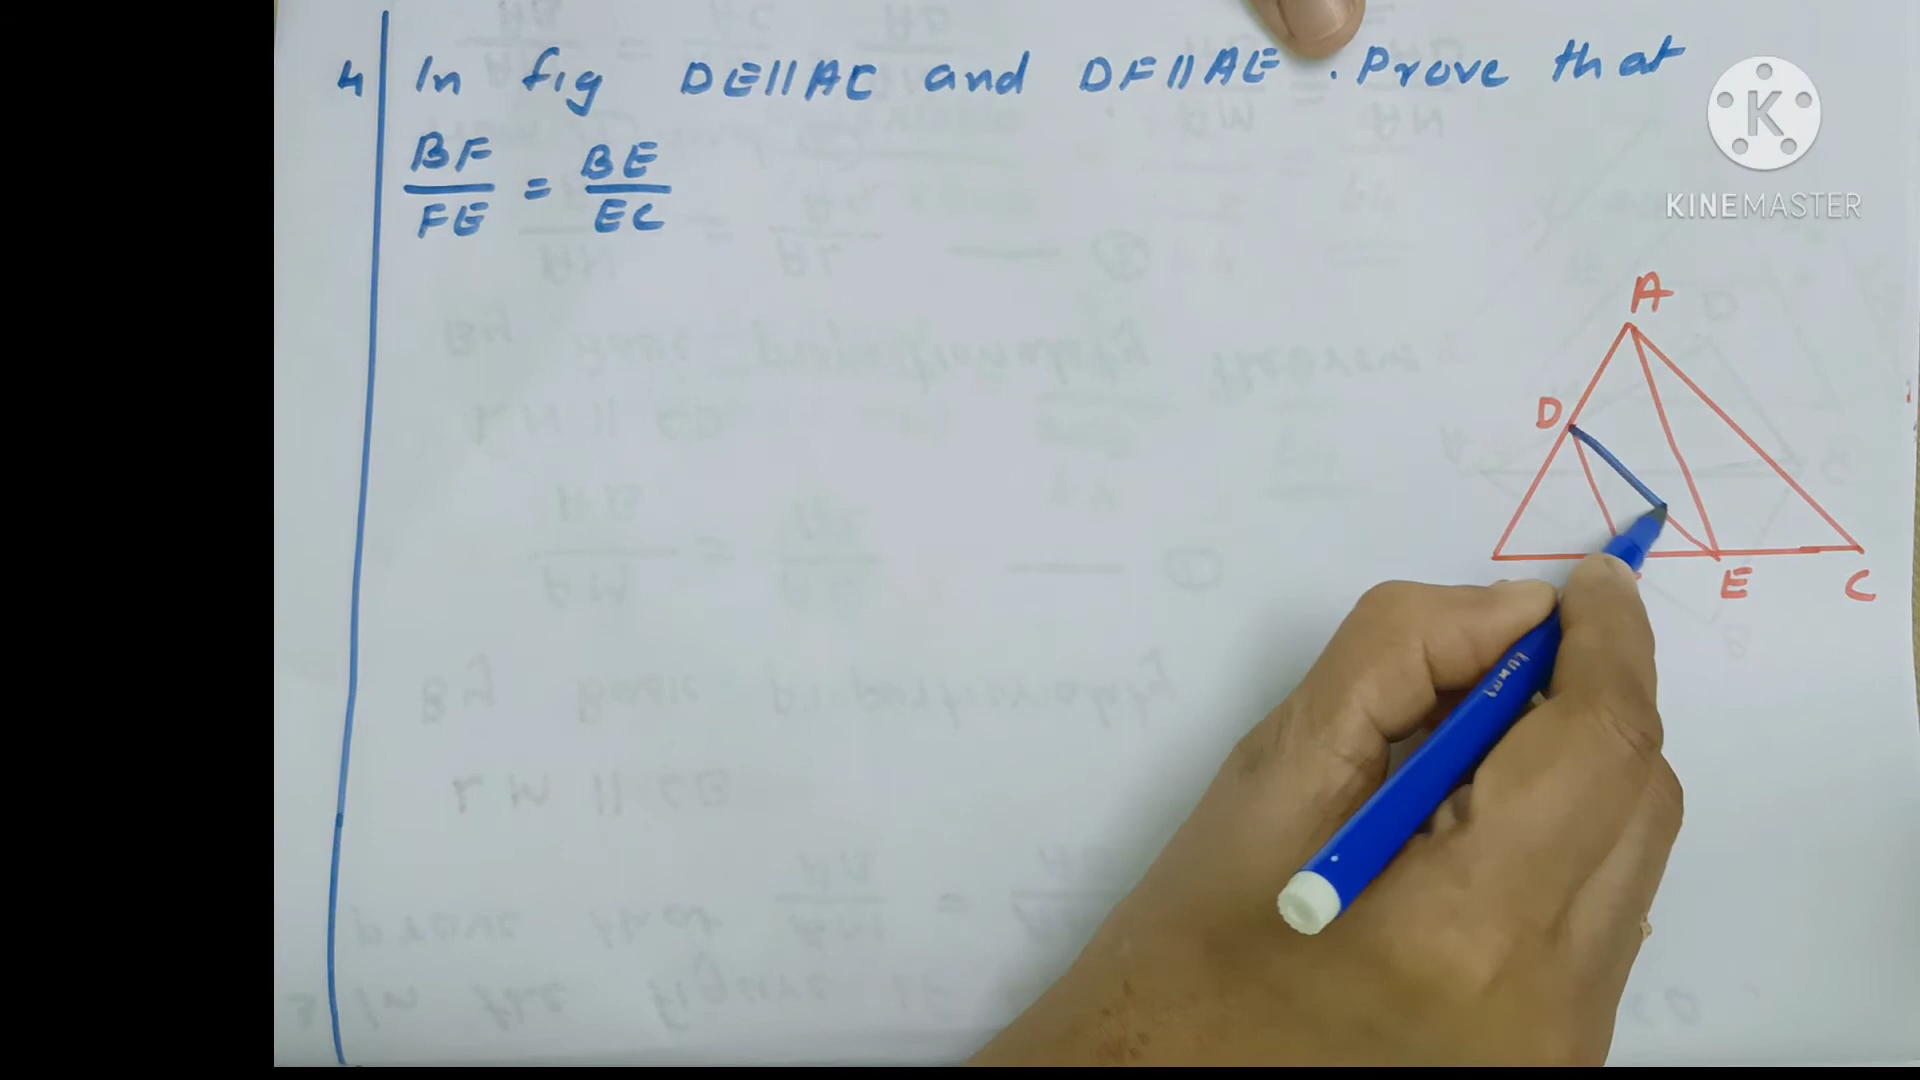 4 In fig DE||AC and DF||AE . Prove that
BF
FE
=
BE
EC
K
KINEMASTER
A
D
E
C